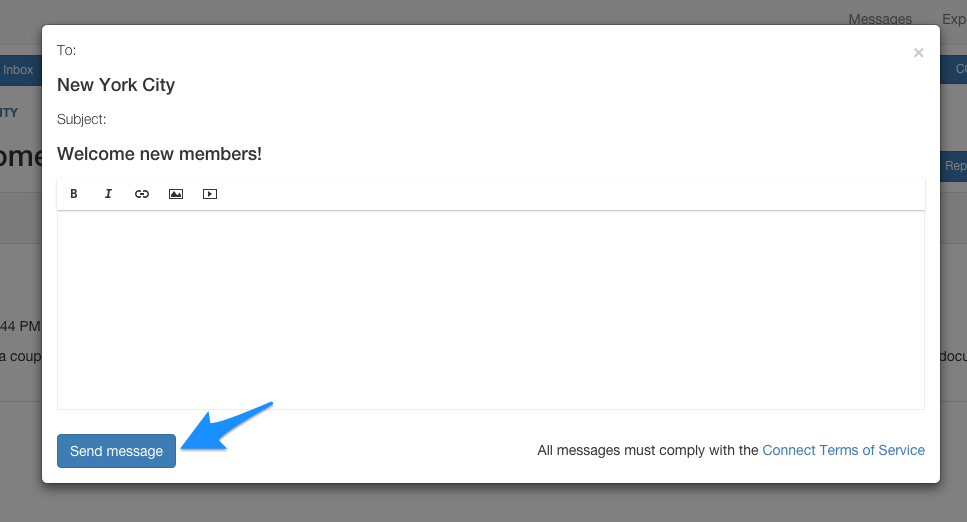 Messages
Exp
To:
×
Inbox
CO
New York City
ITY
Subject:
ome
Welcome new members!
Rep
B I
44 PM
a coup
docu
Send message
All messages must comply with the Connect Terms of Service